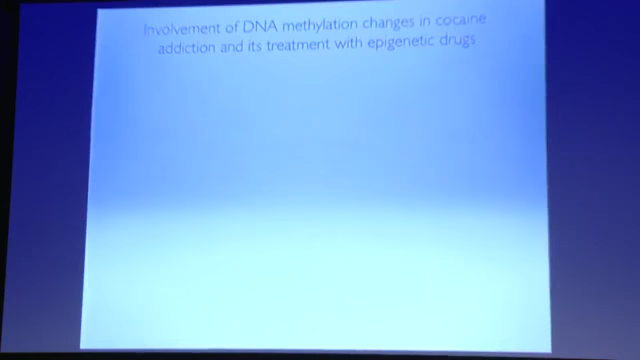 Involvement of DNA methylation changes in cocaine
addiction and its treatment with epigenetic drugs